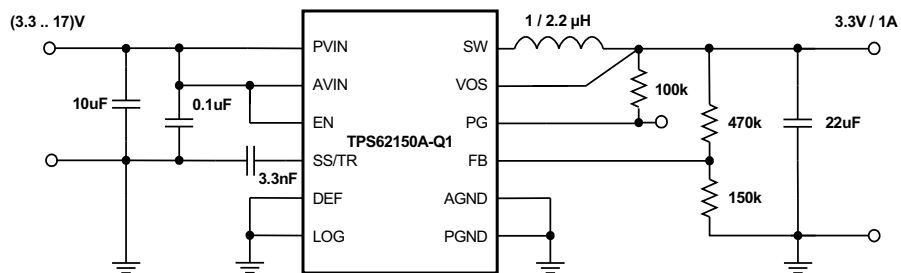 (3.3 .. 17)V
1 / 2.2 µH
3.3V / 1A
PVIN
SW
AVIN
VOS
10uF
0.1uF
100k
EN
PG
470k
22uF
TPS62150A-Q1
SS/TR
FB
3.3nF
DEF
AGND
150k
LOG
PGND